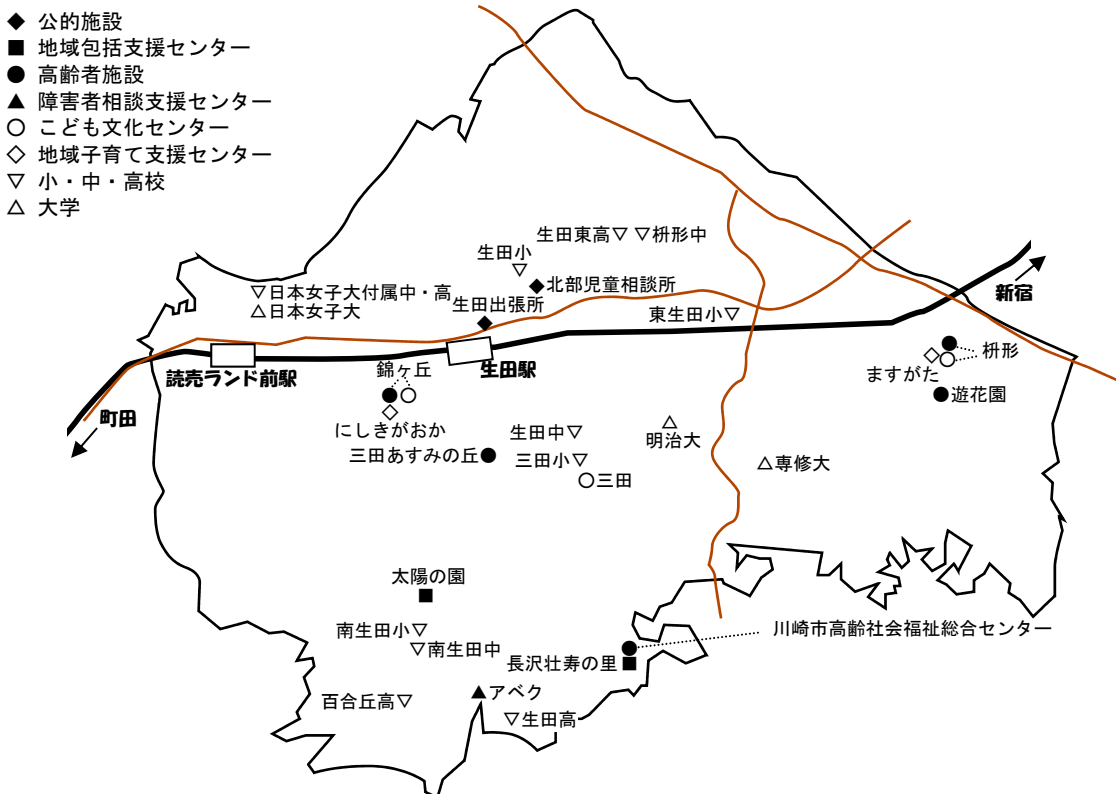 ◆ 公的施設
■ 地域包括支援センター
● 高齢者施設
▲ 障害者相談支援センター
○ こども文化センター
◇ 地域子育て支援センター
▽ 小・中・高校
△ 大学
生田東高▽ ▽枡形中
生田小
▽
◆北部児童相談所
▽日本女子大付属中・高
△日本女子大
生田出張所
◆
東生田小▽
新宿
読売ランド前駅
生田駅
枡形
ますがた
遊花園
町田
錦ヶ丘
にしきがおか
生田中▽
明治大
三田あすみの丘●
三田小▽
○三田
△専修大
太陽の園
■
南生田小▽
▽南生田中
川崎市高齢社会福祉総合センター
長沢壮寿の里■
百合丘高▽
▲アベク
▽生田高